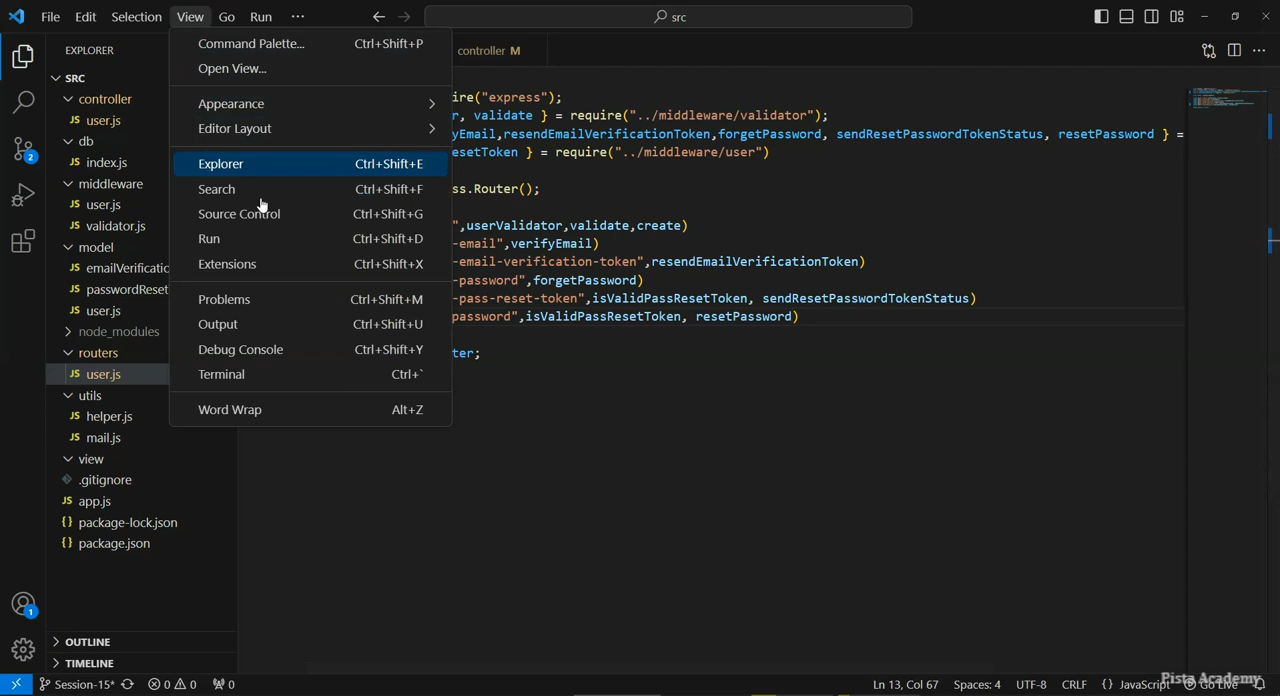 File Edit Selection View Go Run ··· src
EXPLORER
controller M
SRC
controller
user.js
db
index.js
middleware
user.js
validator.js
model
emailVerificatio
passwordReset
user.js
node_modules
routers
user.js
utils
helper.js
mail.js
view
.gitignore
app.js
package-lock.json
package.json
OUTLINE
TIMELINE
Command Palette... Ctrl+Shift+P
Open View...
Appearance
Editor Layout
Explorer Ctrl+Shift+E
Search Ctrl+Shift+F
Source Control Ctrl+Shift+G
Run Ctrl+Shift+D
Extensions Ctrl+Shift+X
Problems Ctrl+Shift+M
Output Ctrl+Shift+U
Debug Console Ctrl+Shift+Y
Terminal Ctrl+`
Word Wrap Alt+Z
ire("express");
r, validate } = require("../middleware/validator");
yEmail,resendEmailVerificationToken,forgetPassword, sendResetPasswordTokenStatus, resetPassword } =
esetToken } = require("../middleware/user")
ss.Router();
",userValidator,validate,create)
-email",verifyEmail)
-email-verification-token",resendEmailVerificationToken)
-password",forgetPassword)
-pass-reset-token",isValidPassResetToken, sendResetPasswordTokenStatus)
password",isValidPassResetToken, resetPassword)
ter;
2
1
Session-15* 0 0 0 Ln 13, Col 67 Spaces: 4 UTF-8 CRLF {} JavaScript Go Live
Pista Academy